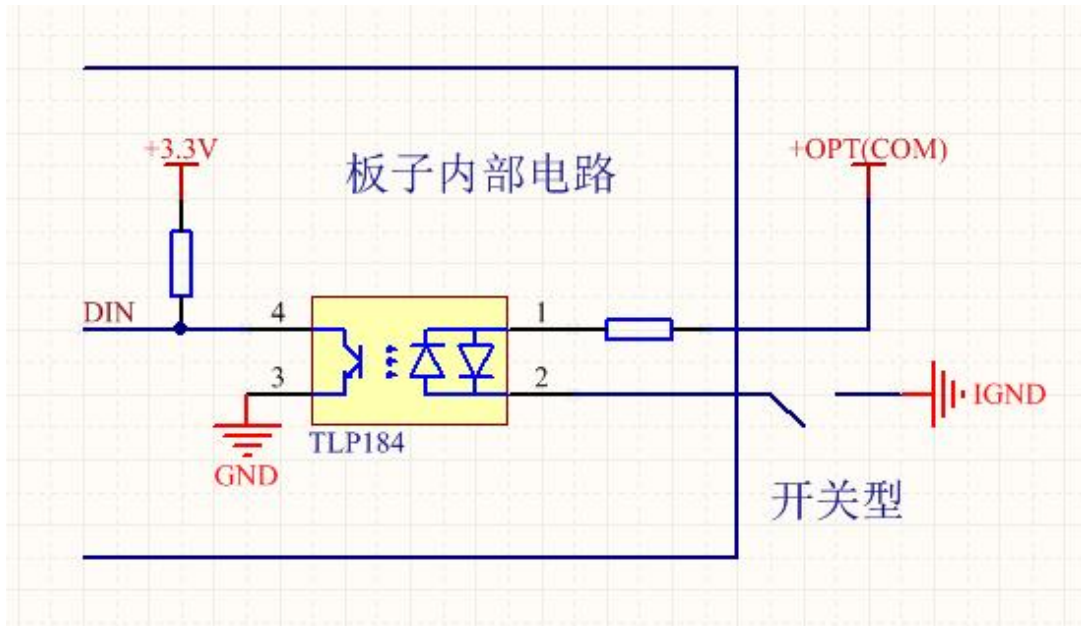 +3.3V
板子内部电路
+OPT(COM)
DIN
4
1
3
2
IGND
TLP184
GND
开关型